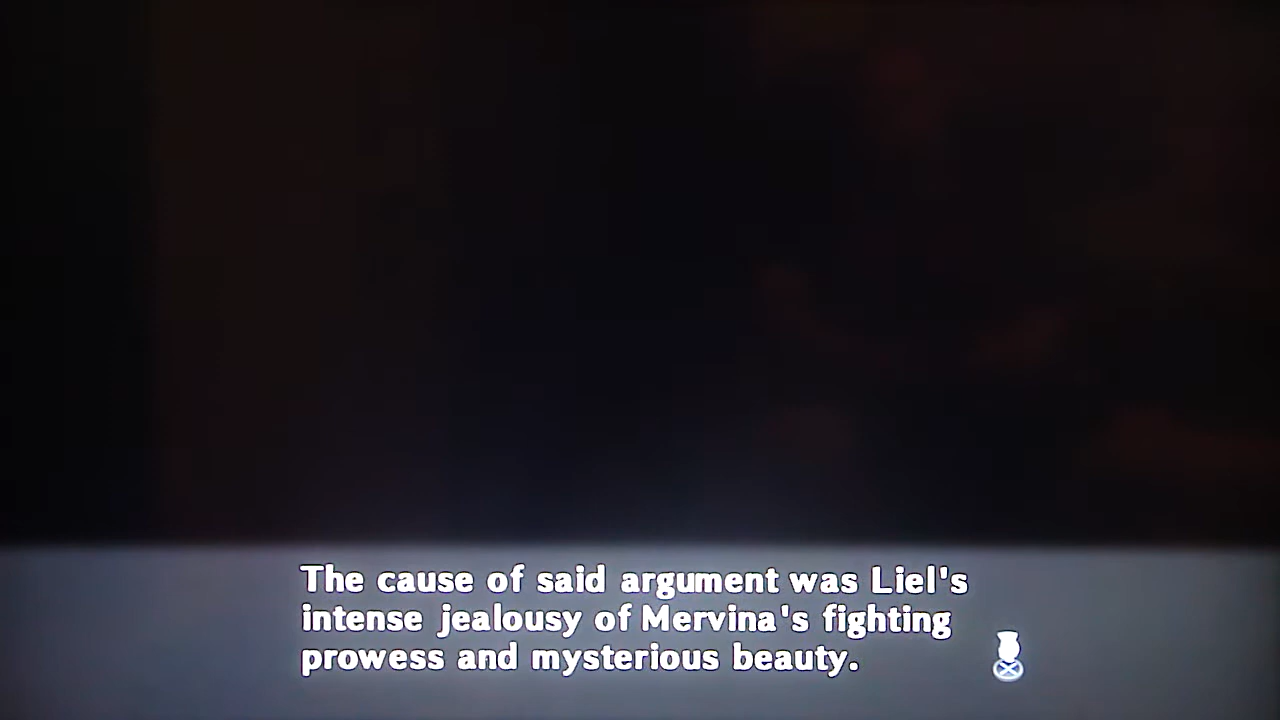 The cause of said argument was Liel's
intense jealousy of Mervina's fighting
prowess and mysterious beauty.